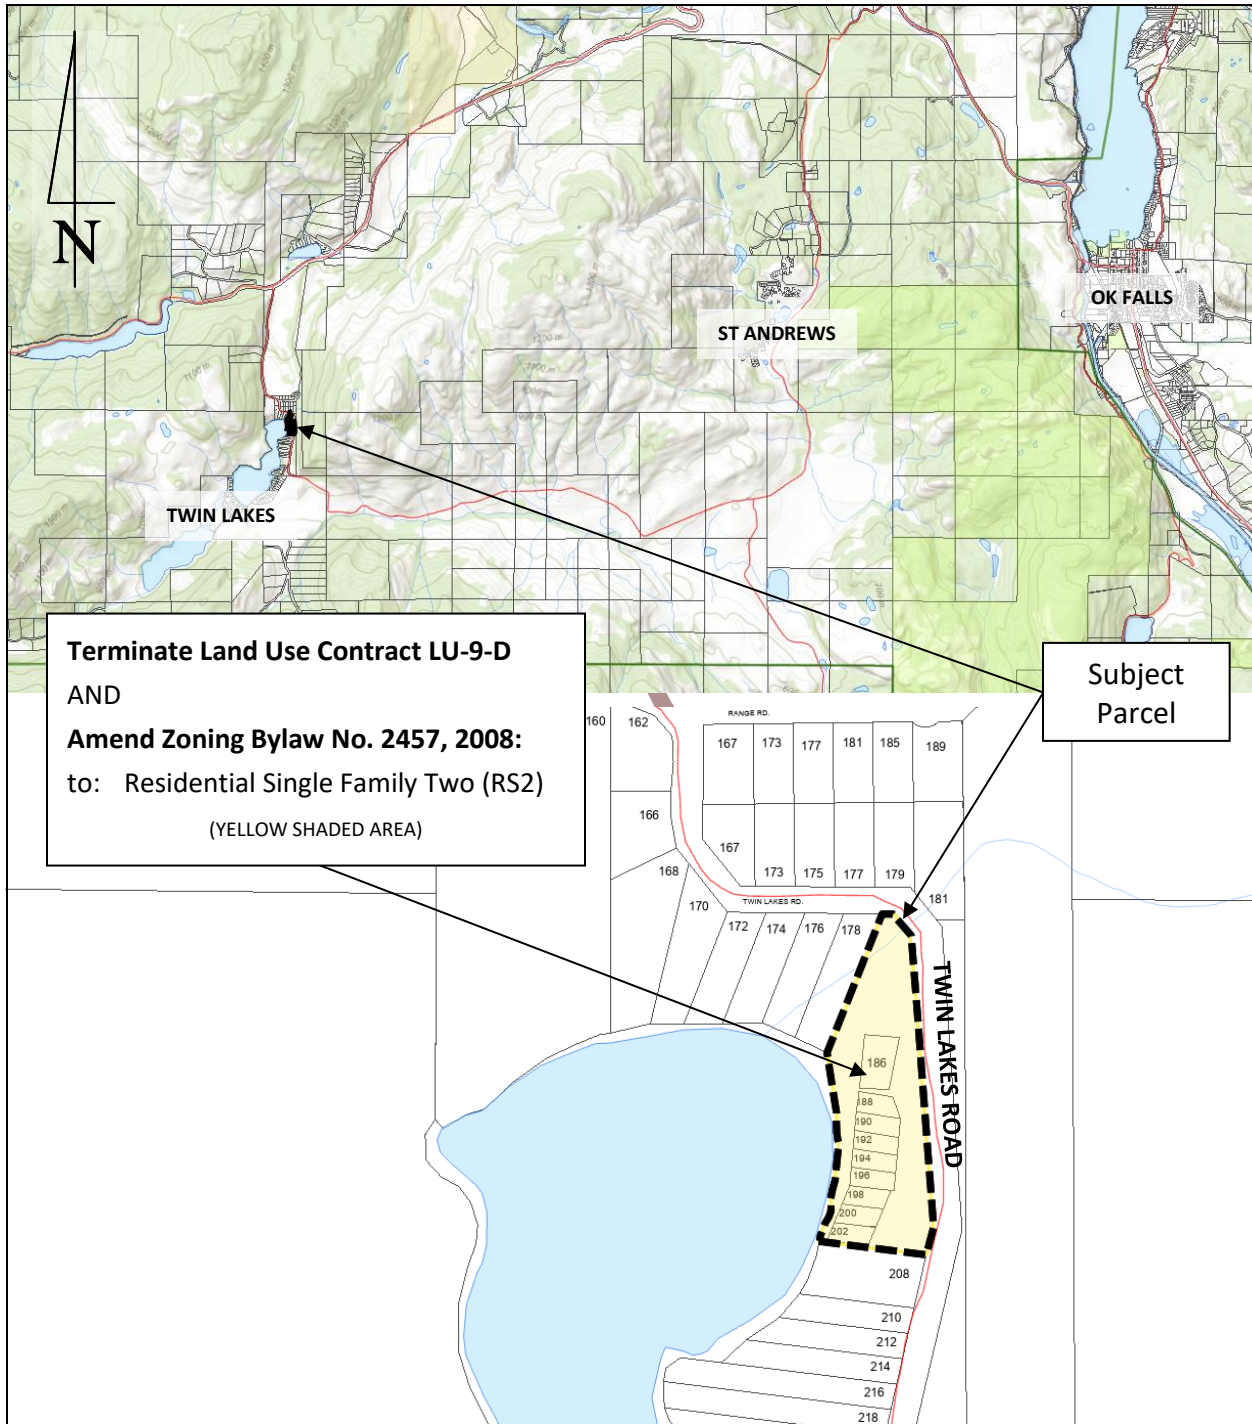 N
OK FALLS
ST ANDREWS
TWIN LAKES
Terminate Land Use Contract LU-9-D
AND
Amend Zoning Bylaw No. 2457, 2008:
to: Residential Single Family Two (RS2)
(YELLOW SHADED AREA)
Subject
Parcel
RANGE RD.
160
162
167
173
177
181
185
189
166
167
168
173
175
177
179
181
170
TWIN LAKES RD.
172
174
176
178
TWIN LAKES ROAD
186
188
190
192
194
196
198
200
202
208
210
212
214
216
218